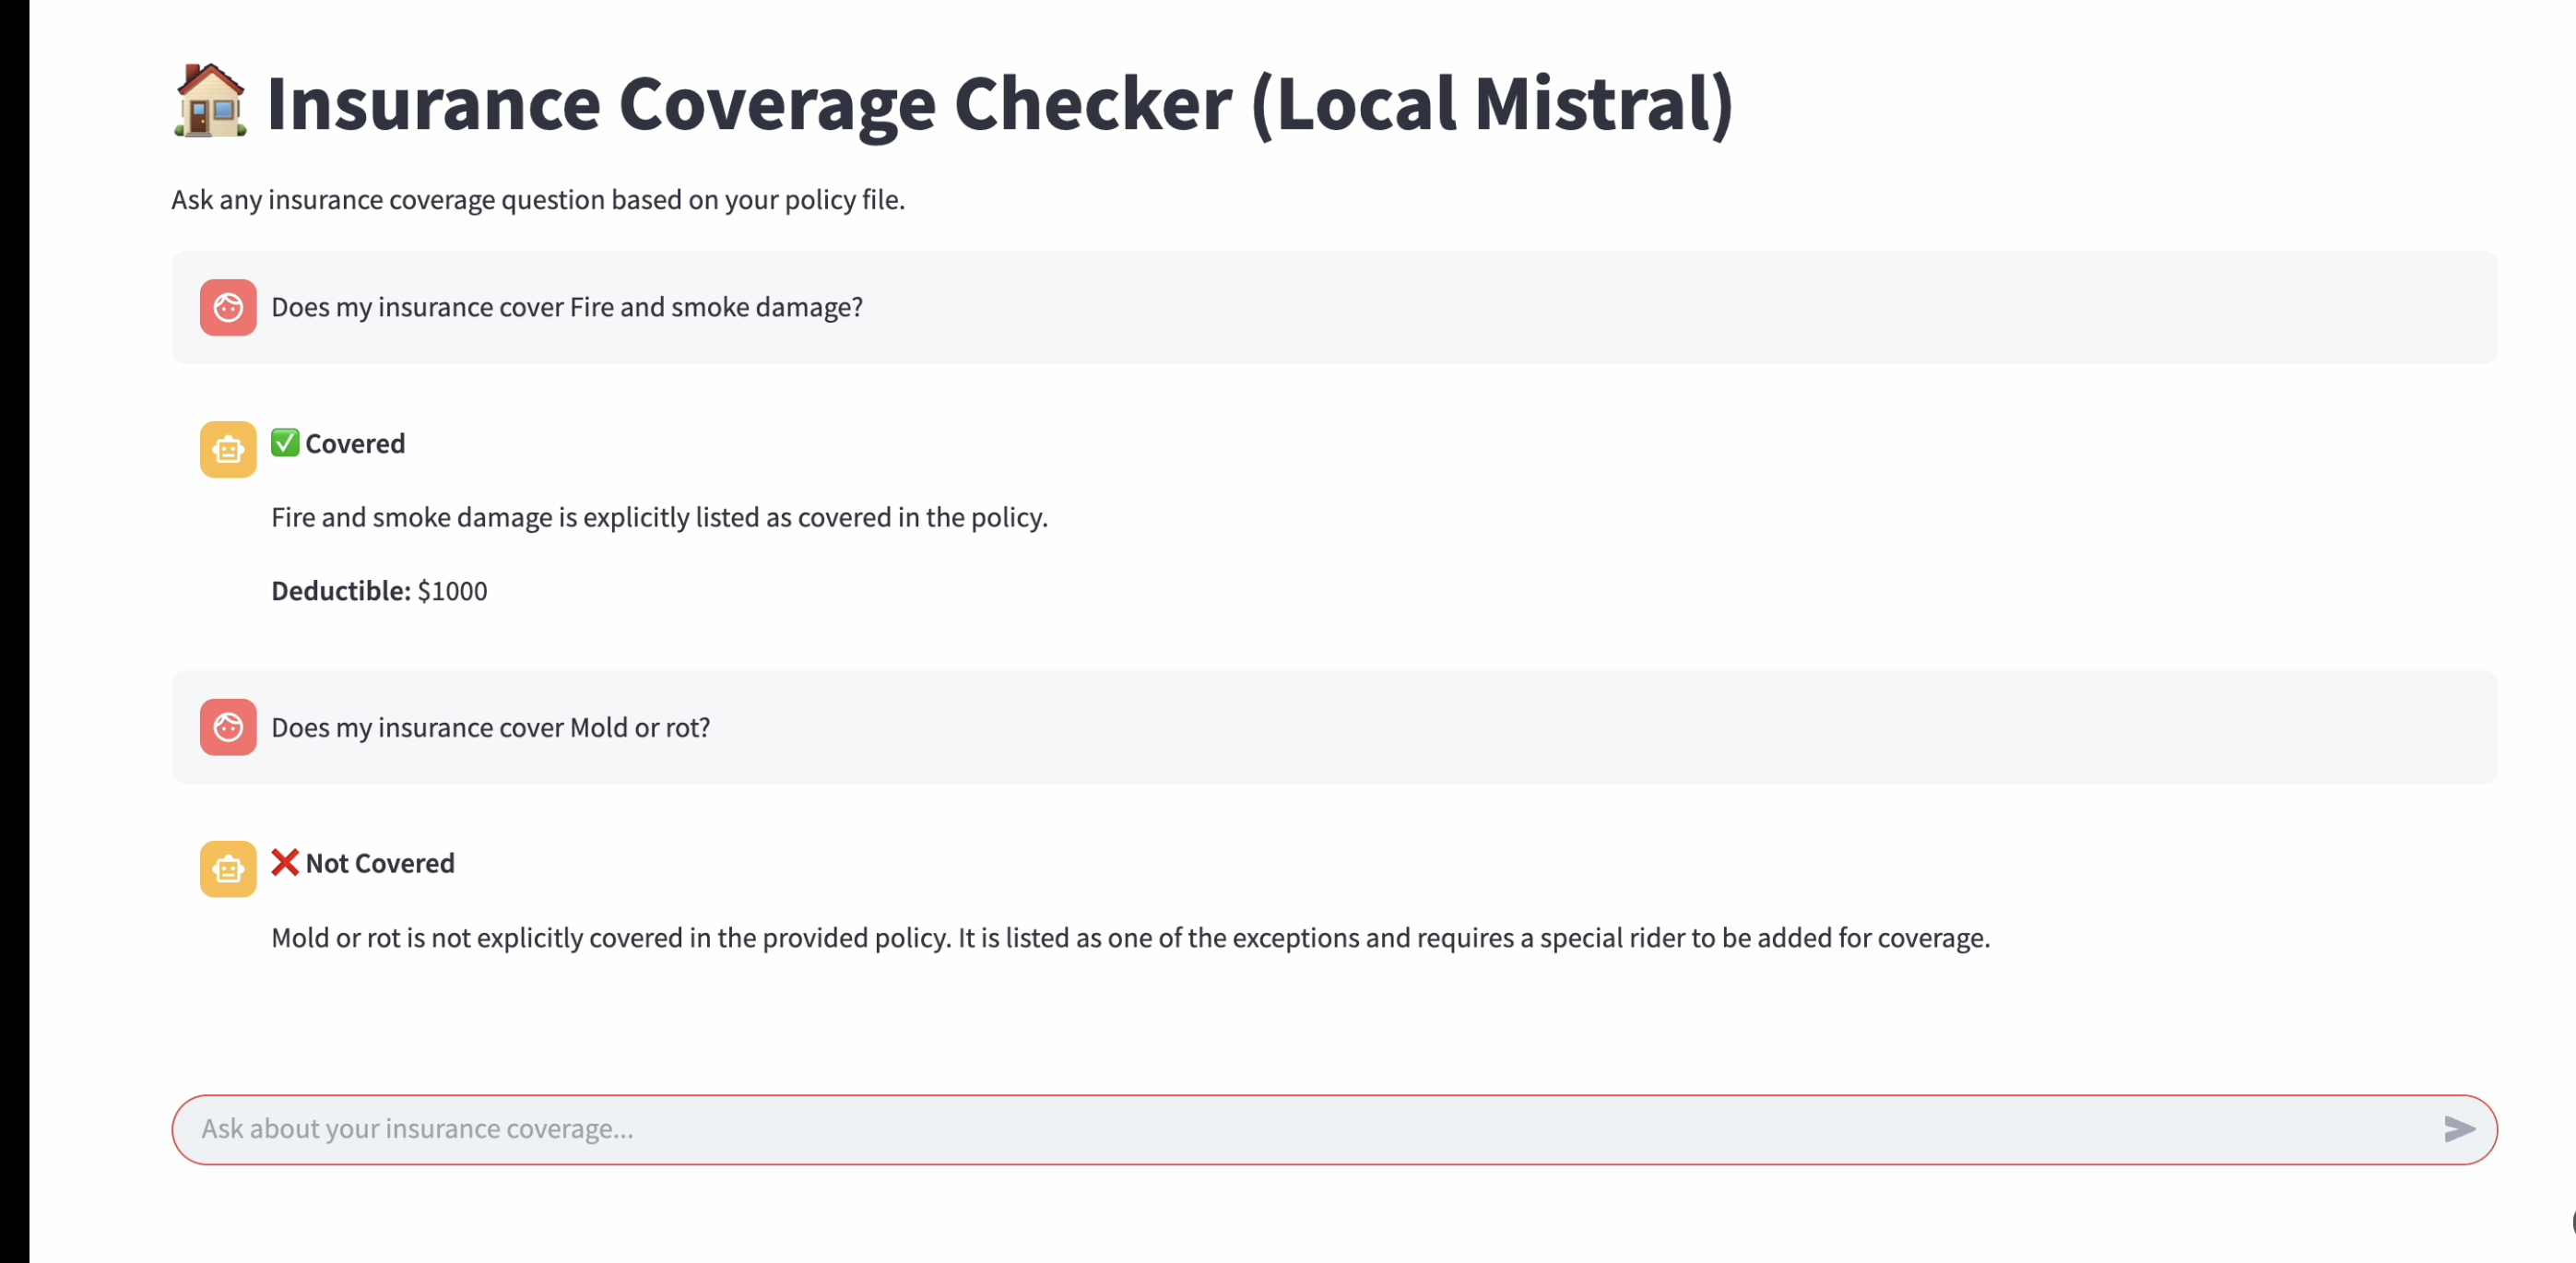 🏠 Insurance Coverage Checker (Local Mistral)
Ask any insurance coverage question based on your policy file.
Does my insurance cover Fire and smoke damage?
✅ Covered
Fire and smoke damage is explicitly listed as covered in the policy.
Deductible: $1000
Does my insurance cover Mold or rot?
❌ Not Covered
Mold or rot is not explicitly covered in the provided policy. It is listed as one of the exceptions and requires a special rider to be added for coverage.
Ask about your insurance coverage...